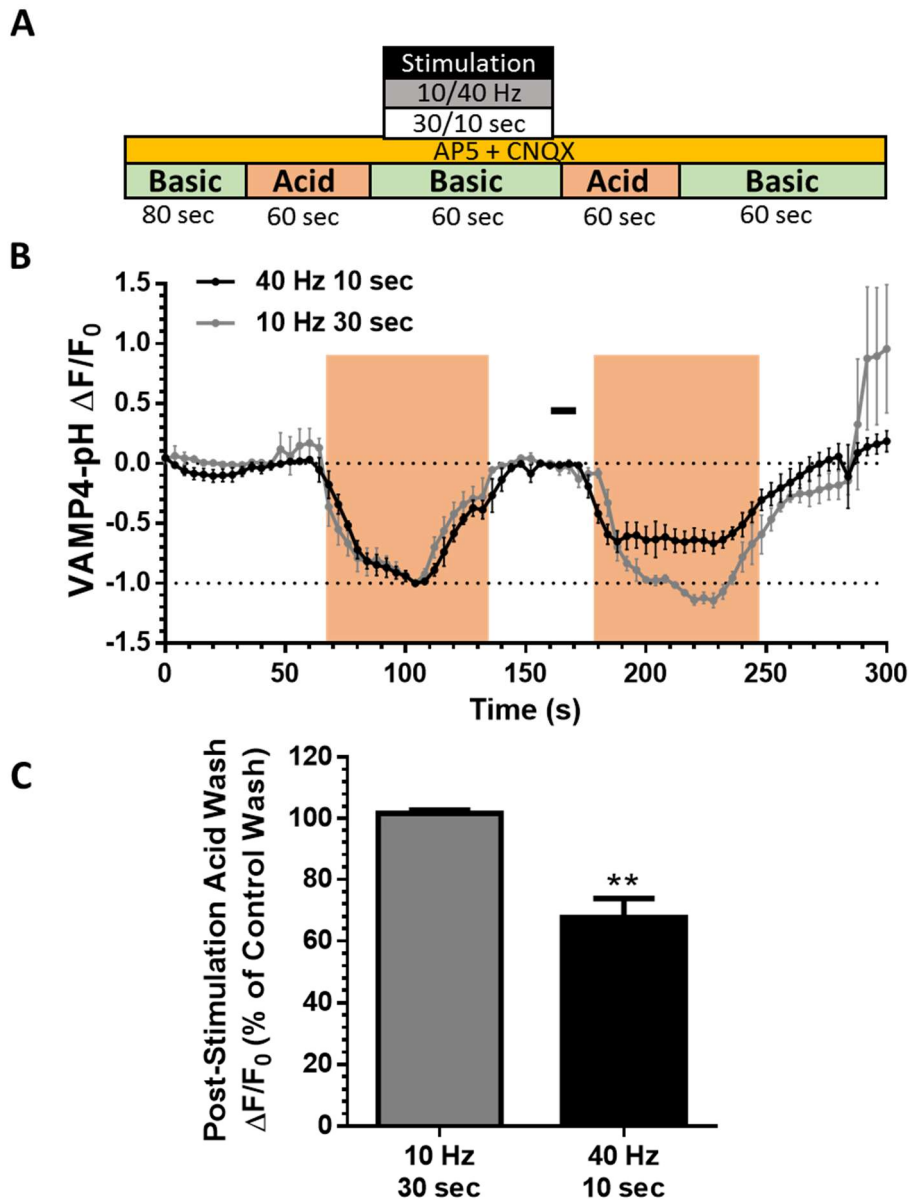 A
Stimulation
10/40 Hz
30/10 sec
AP5 + CNQX
Basic Acid Basic Acid Basic
80 sec 60 sec 60 sec 60 sec 60 sec
B
40 Hz 10 sec
10 Hz 30 sec
VAMP4-pH ΔF/F0
1.5
1.0
0.5
0.0
-0.5
-1.0
-1.5
0 50 100 150 200 250 300
Time (s)
C
Post-Stimulation Acid Wash
ΔF/F0 (% of Control Wash)
120
100
80
60
40
20
0
**
10 Hz 40 Hz
30 sec 10 sec